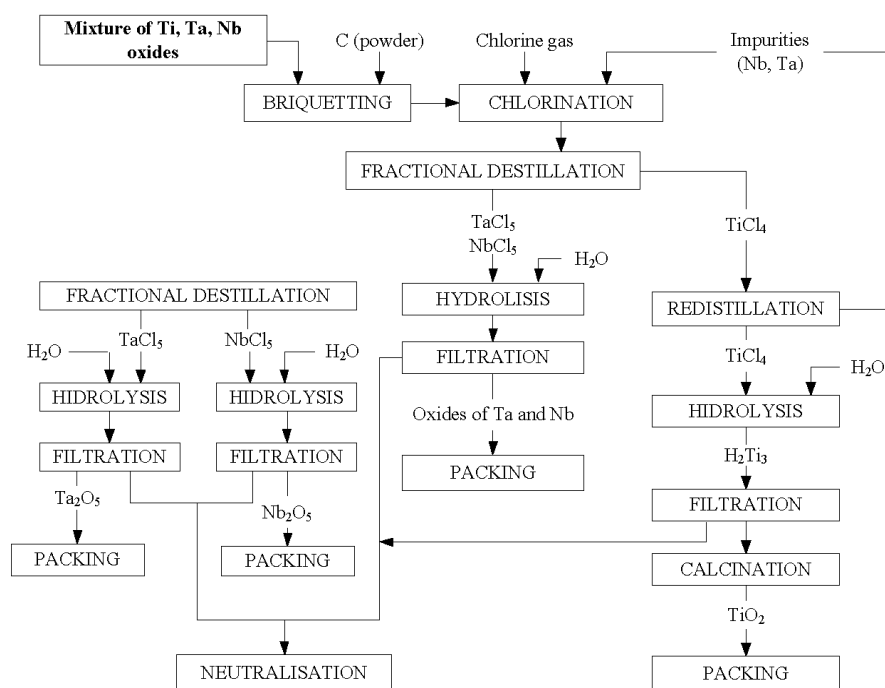 Mixture of Ti, Ta, Nb
oxides
C (powder)
Chlorine gas
Impurities
(Nb, Ta)
BRIQUETTING
CHLORINATION
FRACTIONAL DESTILLATION
TaCl₅
NbCl₅
TiCl₄
H₂O
FRACTIONAL DESTILLATION
HYDROLISIS
REDISTILLATION
H₂O
TaCl₅
NbCl₅
H₂O
FILTRATION
TiCl₄
H₂O
HIDROLYSIS
HIDROLYSIS
Oxides of Ta and Nb
HIDROLYSIS
FILTRATION
FILTRATION
PACKING
H₂Ti₃
Ta₂O₅
Nb₂O₅
FILTRATION
PACKING
PACKING
CALCINATION
TiO₂
NEUTRALISATION
PACKING